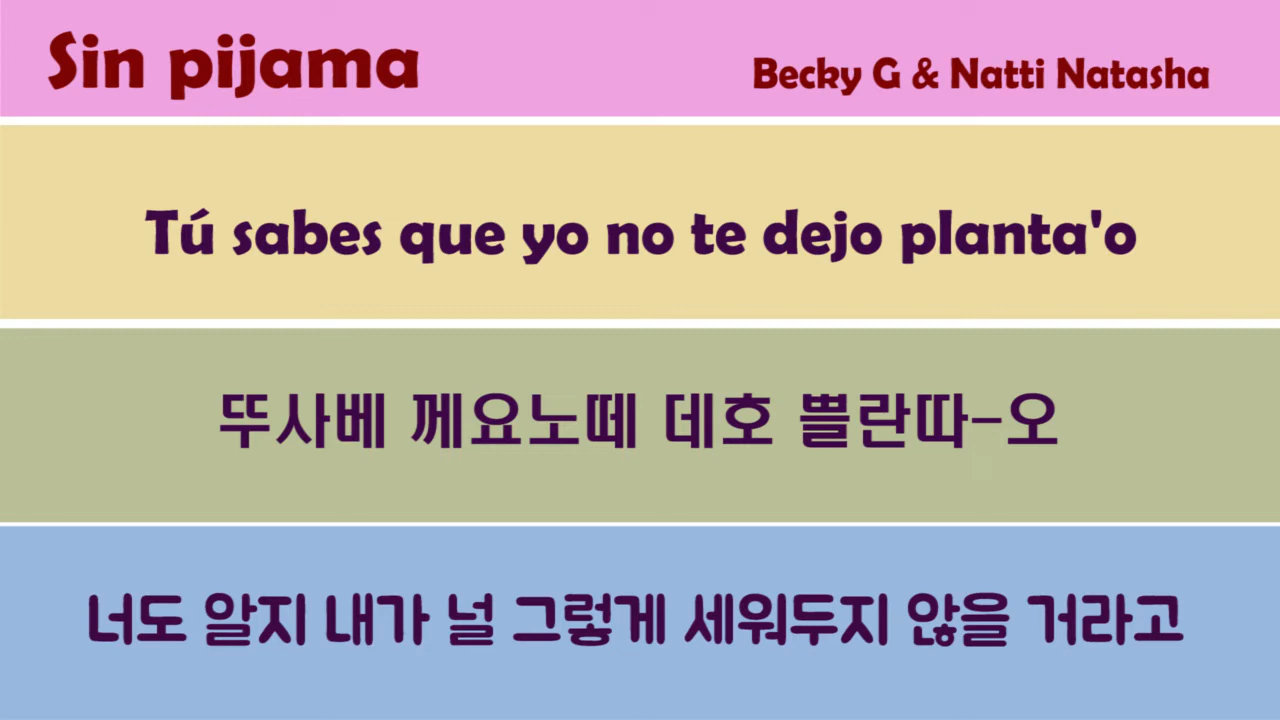 Sin pijama
Becky G & Natti Natasha
Tú sabes que yo no te dejo planta'o
뚜사베 께요노떼 데호 쁠란따-오
너도 알지 내가 널 그렇게 세워두지 않을 거라고